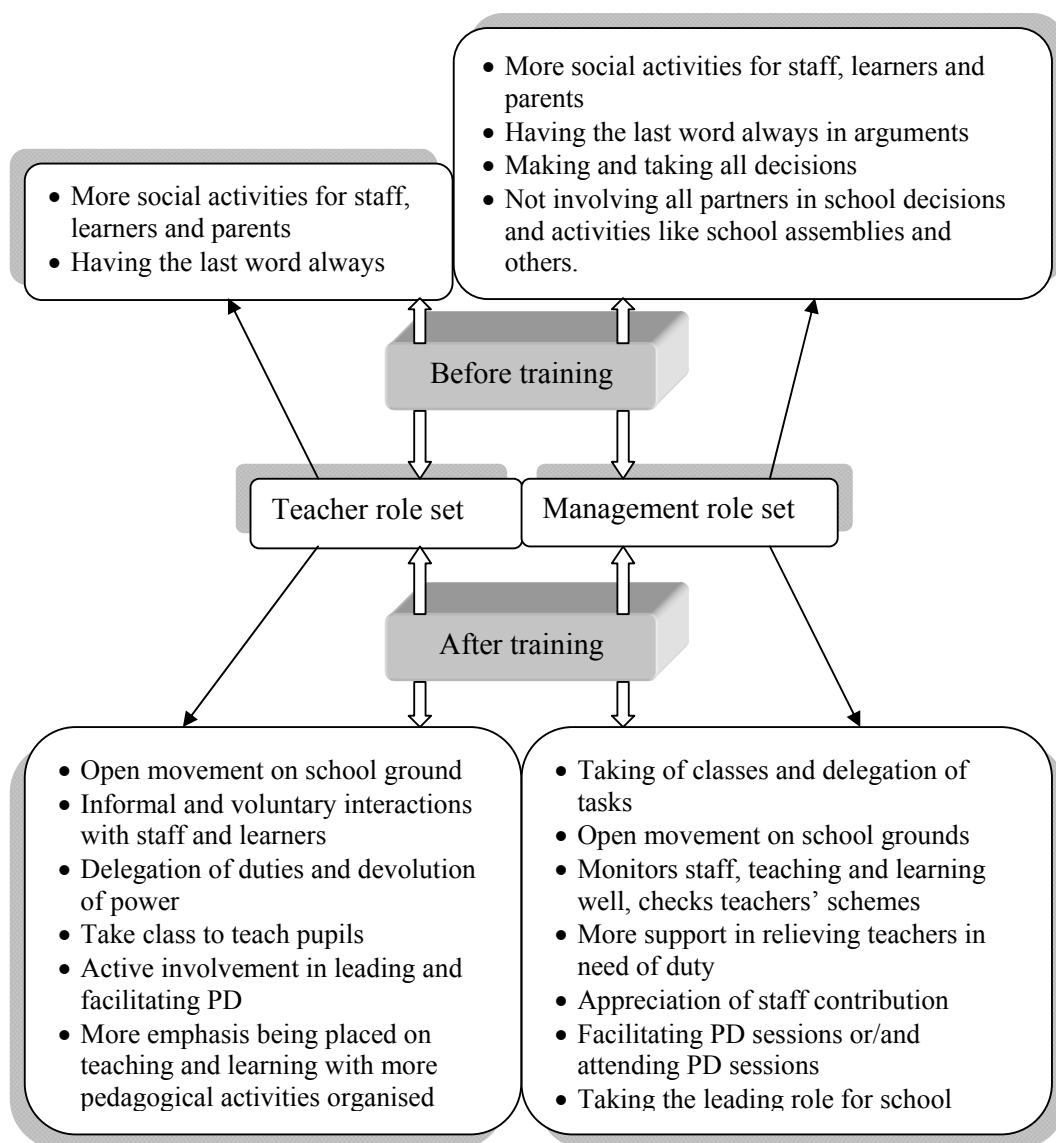 • More social activities for staff, learners and
parents
• Having the last word always in arguments
• Making and taking all decisions
• Not involving all partners in school decisions
and activities like school assemblies and
others.
• More social activities for staff,
learners and parents
• Having the last word always
Before training
Teacher role set
Management role set
After training
• Open movement on school ground
• Informal and voluntary interactions
with staff and learners
• Delegation of duties and devolution
of power
• Take class to teach pupils
• Active involvement in leading and
facilitating PD
• More emphasis being placed on
teaching and learning with more
pedagogical activities organised
• Taking of classes and delegation of
tasks
• Open movement on school grounds
• Monitors staff, teaching and learning
well, checks teachers’ schemes
• More support in relieving teachers in
need of duty
• Appreciation of staff contribution
• Facilitating PD sessions or/and
attending PD sessions
• Taking the leading role for school